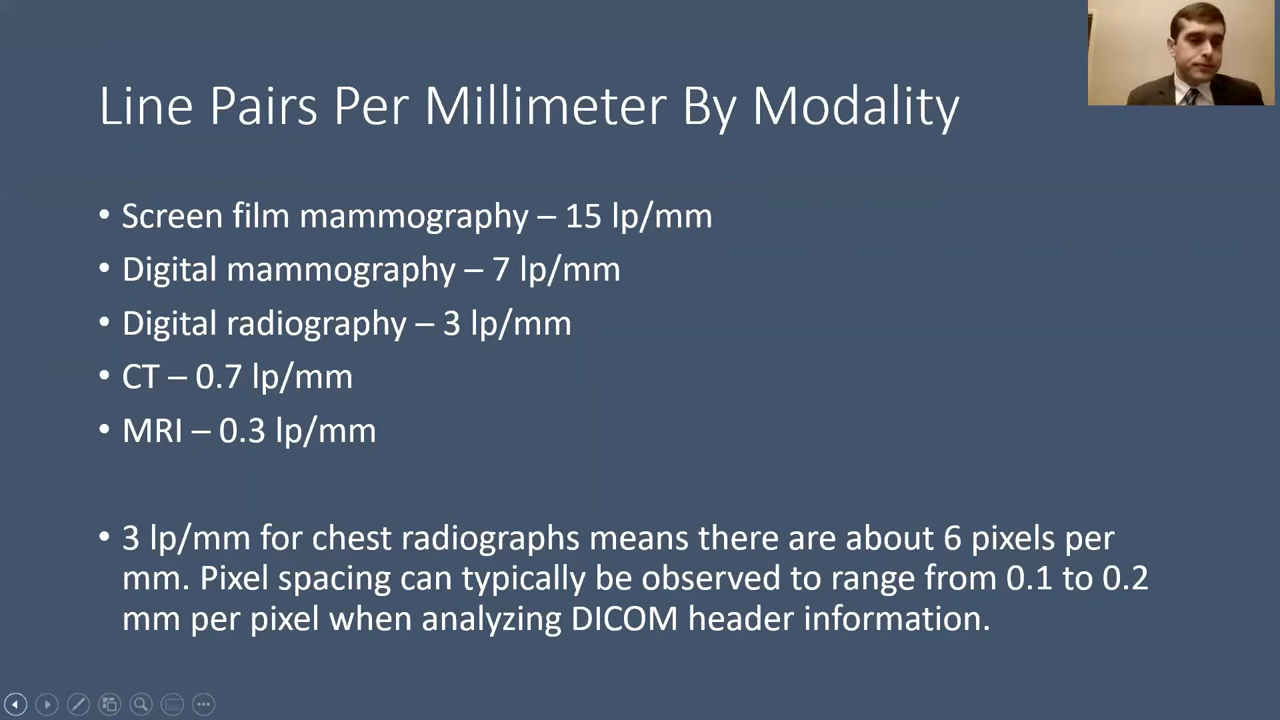 Line Pairs Per Millimeter By Modality
• Screen film mammography – 15 lp/mm
• Digital mammography – 7 lp/mm
• Digital radiography – 3 lp/mm
• CT – 0.7 lp/mm
• MRI – 0.3 lp/mm
• 3 lp/mm for chest radiographs means there are about 6 pixels per
mm. Pixel spacing can typically be observed to range from 0.1 to 0.2
mm per pixel when analyzing DICOM header information.